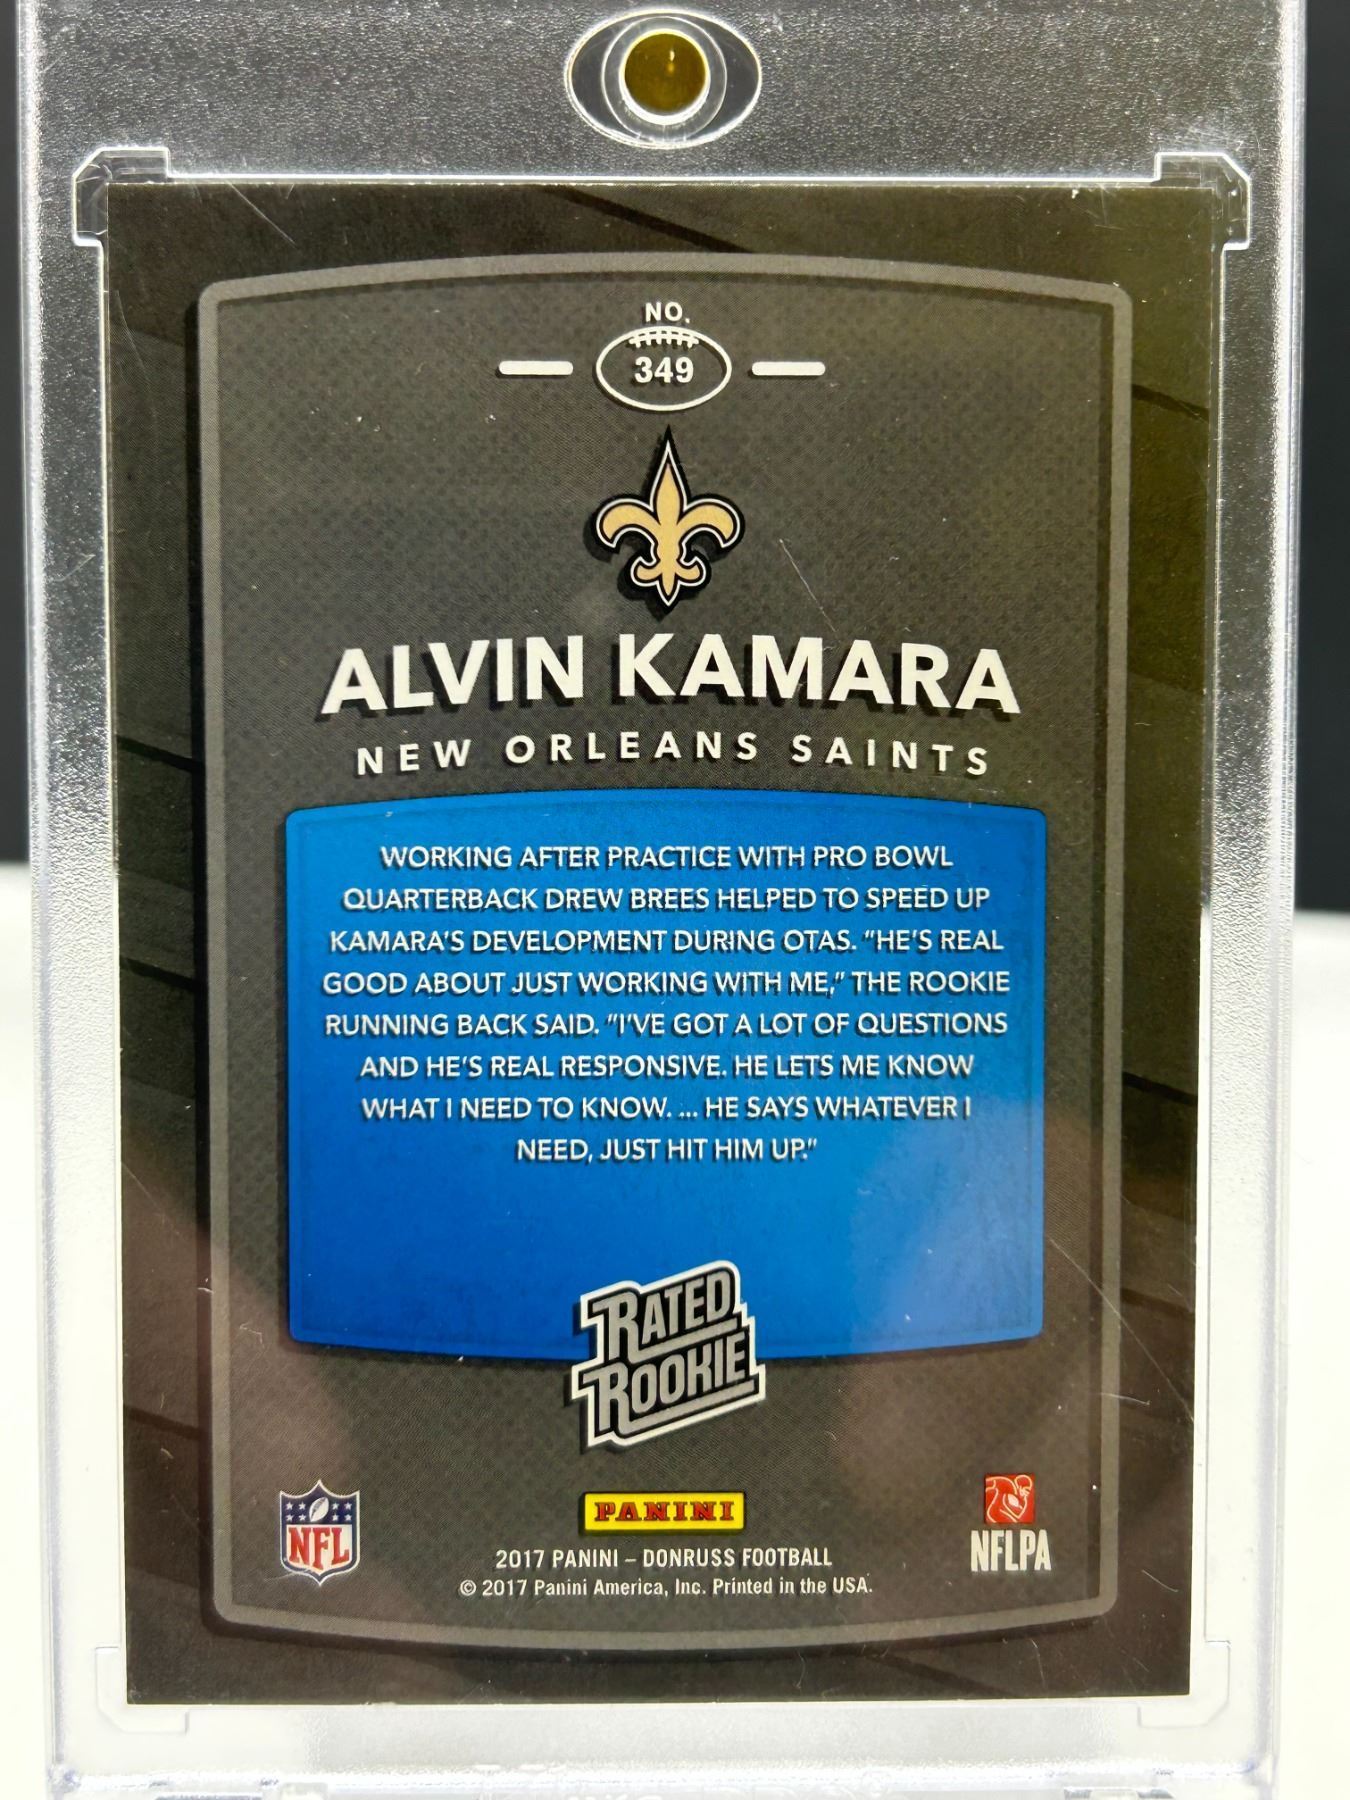 NO.
349
ALVIN KAMARA
NEW ORLEANS SAINTS
WORKING AFTER PRACTICE WITH PRO BOWL
QUARTERBACK DREW BREES HELPED TO SPEED UP
KAMARA'S DEVELOPMENT DURING OTAS. "HE'S REAL
GOOD ABOUT JUST WORKING WITH ME," THE ROOKIE
RUNNING BACK SAID. "I'VE GOT A LOT OF QUESTIONS
AND HE'S REAL RESPONSIVE. HE LETS ME KNOW
WHAT I NEED TO KNOW. ... HE SAYS WHATEVER I
NEED, JUST HIT HIM UP."
RATED
ROOKIE
NFL
PANINI
NFLPA
2017 PANINI – DONRUSS FOOTBALL
© 2017 Panini America, Inc. Printed in the USA.